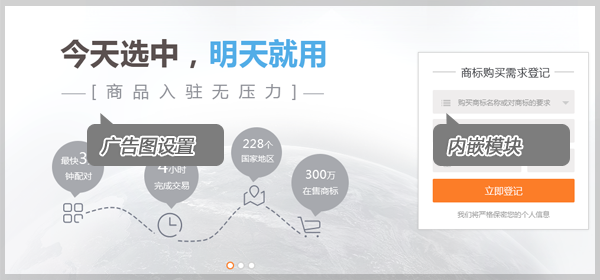 今天选中，明天就用
[商品入驻无压力]
商标购买需求登记
购买商标名称或对商标的要求
广告图设置
内嵌模块
最快3
钟配对
4小时
完成交易
228个
国家地区
300万
在售商标
立即登记
我们将严格保密您的个人信息